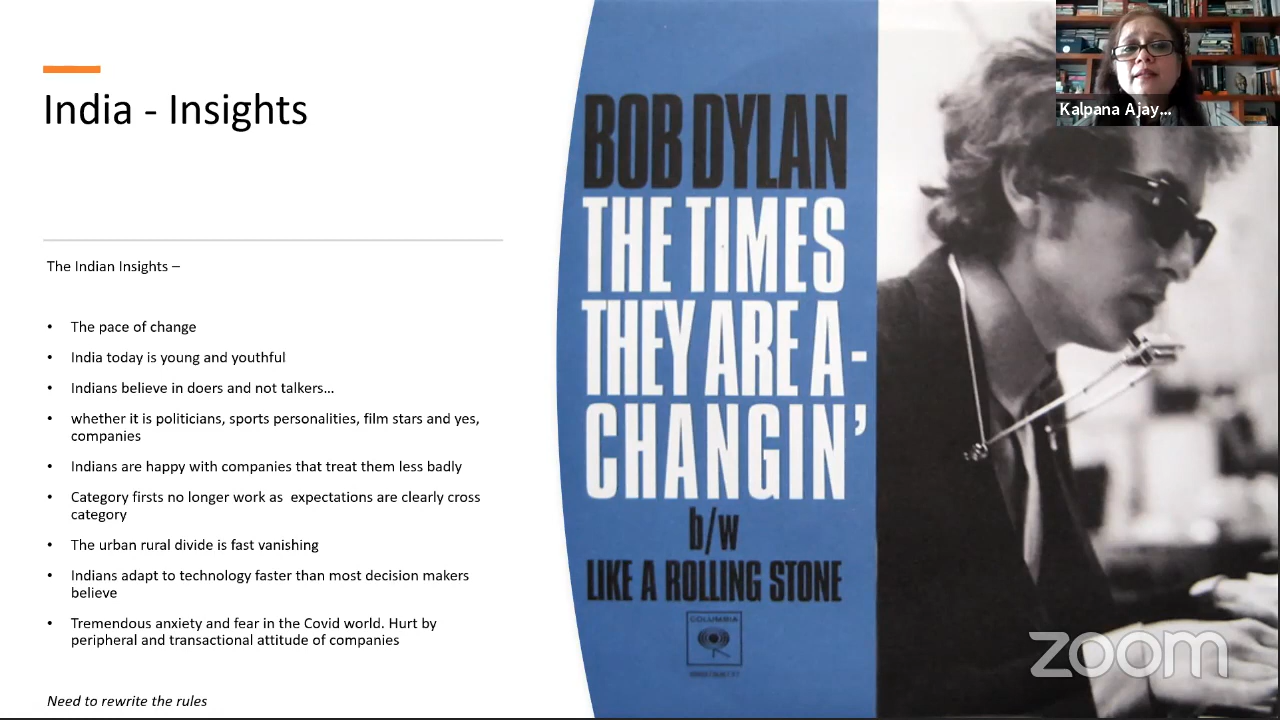 India - Insights
The Indian Insights –
• The pace of change
• India today is young and youthful
• Indians believe in doers and not talkers...
• whether it is politicians, sports personalities, film stars and yes,
companies
• Indians are happy with companies that treat them less badly
• Category firsts no longer work as  expectations are clearly cross
category
• The urban rural divide is fast vanishing
• Indians adapt to technology faster than most decision makers
believe
• Tremendous anxiety and fear in the Covid world. Hurt by
peripheral and transactional attitude of companies
Need to rewrite the rules
BOB DYLAN
THE TIMES
THEY ARE A-
CHANGIN'
b/w
LIKE A ROLLING STONE
COLUMBIA
Kalpana Ajay...
zoom